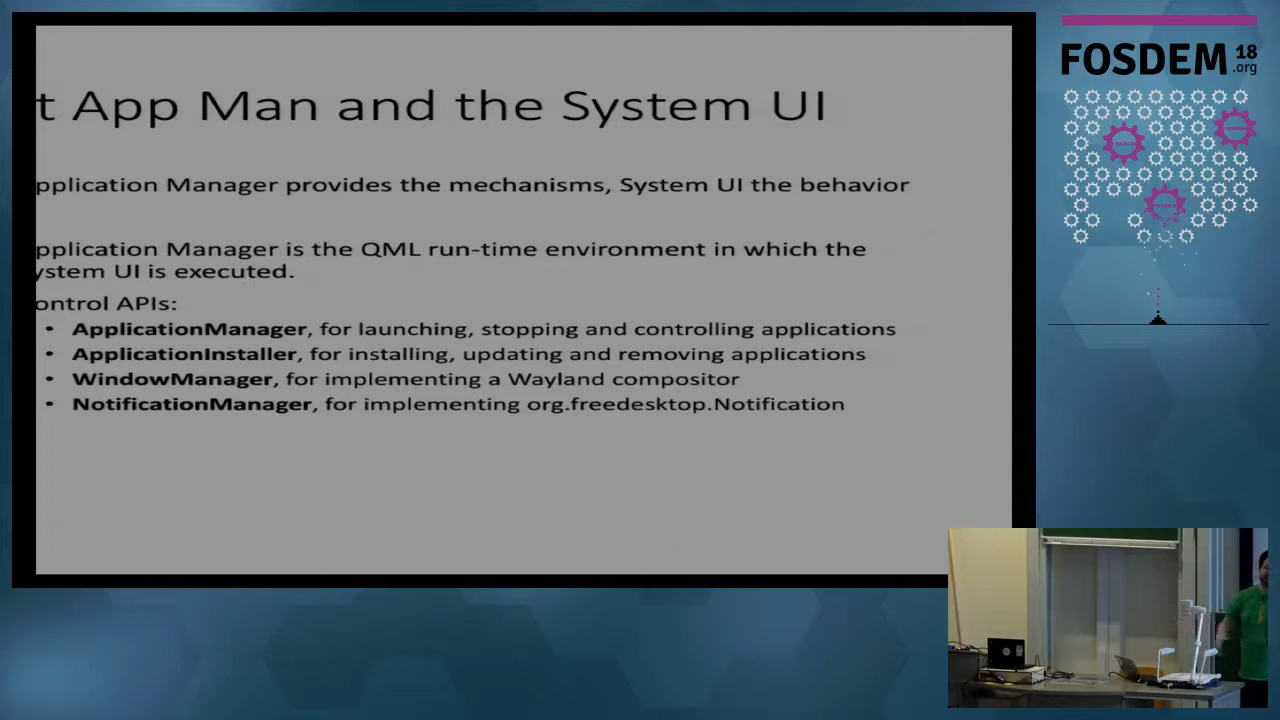 t App Man and the System UI
pplication Manager provides the mechanisms, System UI the behavior
pplication Manager is the QML run-time environment in which the
ystem UI is executed.
ontrol APIs:
• ApplicationManager, for launching, stopping and controlling applications
• ApplicationInstaller, for installing, updating and removing applications
• WindowManager, for implementing a Wayland compositor
• NotificationManager, for implementing org.freedesktop.Notification
FOSDEM 18
.org